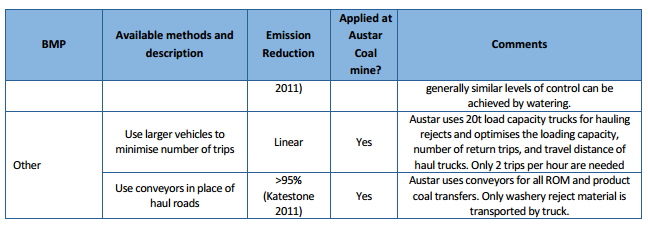 BMP
Available methods and
description
Emission
Reduction
Applied at
Austar
Coal
mine?
Comments
2011)
generally similar levels of control can be
achieved by watering.
Other
Use larger vehicles to
minimise number of trips
Linear
Yes
Austar uses 20t load capacity trucks for hauling
rejects and optimises the loading capacity,
number of return trips, and travel distance of
haul trucks. Only 2 trips per hour are needed
Use conveyors in place of
haul roads
>95%
(Katestone
2011)
Yes
Austar uses conveyors for all ROM and product
coal transfers. Only washery reject material is
transported by truck.